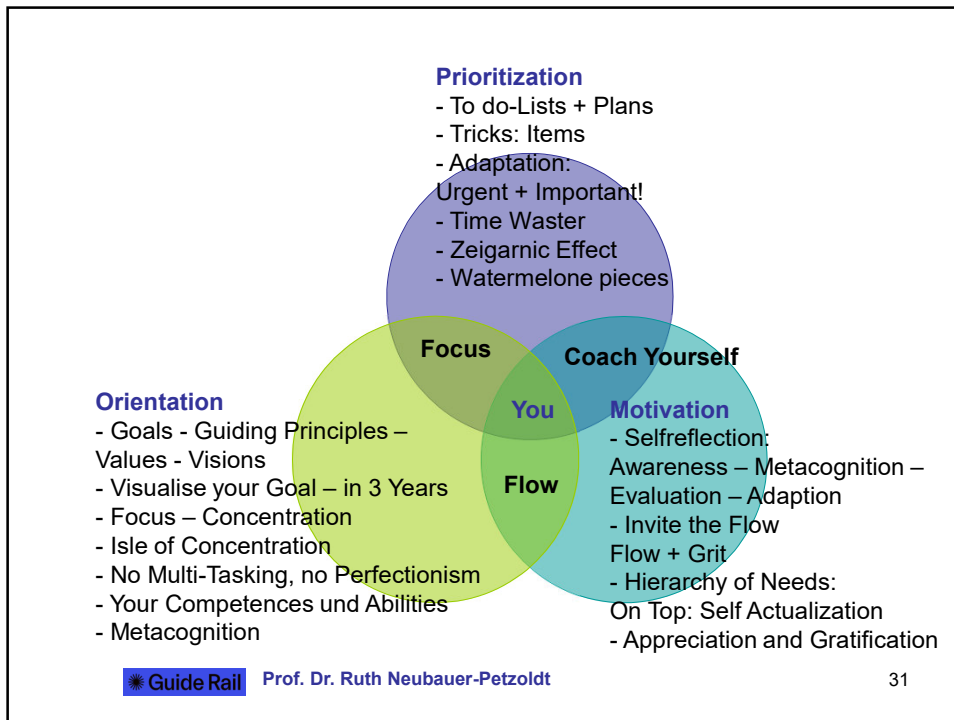 Prioritization
- To do-Lists + Plans
- Tricks: Items
- Adaptation:
Urgent + Important!
- Time Waster
- Zeigarnic Effect
- Watermelone pieces
Focus
Coach Yourself
You
Flow
Orientation
- Goals - Guiding Principles –
Values - Visions
- Visualise your Goal – in 3 Years
- Focus – Concentration
- Isle of Concentration
- No Multi-Tasking, no Perfectionism
- Your Competences und Abilities
- Metacognition
Motivation
- Selfreflection:
Awareness – Metacognition –
Evaluation – Adaption
- Invite the Flow
Flow + Grit
- Hierarchy of Needs:
On Top: Self Actualization
- Appreciation and Gratification
Guide Rail
Prof. Dr. Ruth Neubauer-Petzoldt
31